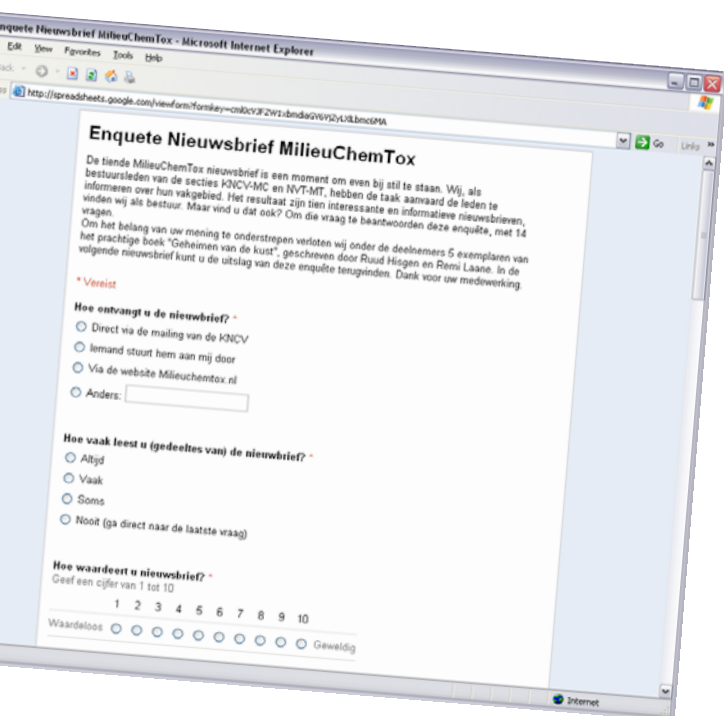 nquete Nieuwsbrief MilieuChemTox - Microsoft Internet Explorer
Edit View Favorites Tools Help
http://spreadsheets.google.com/viewform?formkey=
Go Links »
Enquete Nieuwsbrief MilieuChemTox
De tiende MilieuChemTox nieuwsbrief is een moment om even bij stil te staan. Wij, als
bestuursleden van de secties KNCV-MC en NVT-MT, hebben de taak aanvaard de leden te
informeren over hun vakgebied. Het resultaat zijn tien interessante en informatieve nieuwsbrieven,
vinden wij als bestuur. Maar vind u dat ook? Om die vraag te beantwoorden deze enquête, met 14
vragen.
Om het belang van uw mening te onderstrepen verloten wij onder de deelnemers 5 exemplaren van
het prachtige boek "Geheimen van de kust", geschreven door Ruud Hisgen en Remi Laane. In de
volgende nieuwsbrief kunt u de uitslag van deze enquête terugvinden. Dank voor uw medewerking.
* Vereist
Hoe ontvangt u de nieuwbrief? *
Direct via de mailing van de KNCV
Iemand stuurt hem aan mij door
Via de website Milieuchemtox.nl
Anders:
Hoe vaak leest u (gedeeltes van) de nieuwbrief? *
Altijd
Vaak
Soms
Nooit (ga direct naar de laatste vraag)
Hoe waardeert u nieuwsbrief? *
Geef een cijfer van 1 tot 10
1 2 3 4 5 6 7 8 9 10
Waardeloos Geweldig
Internet